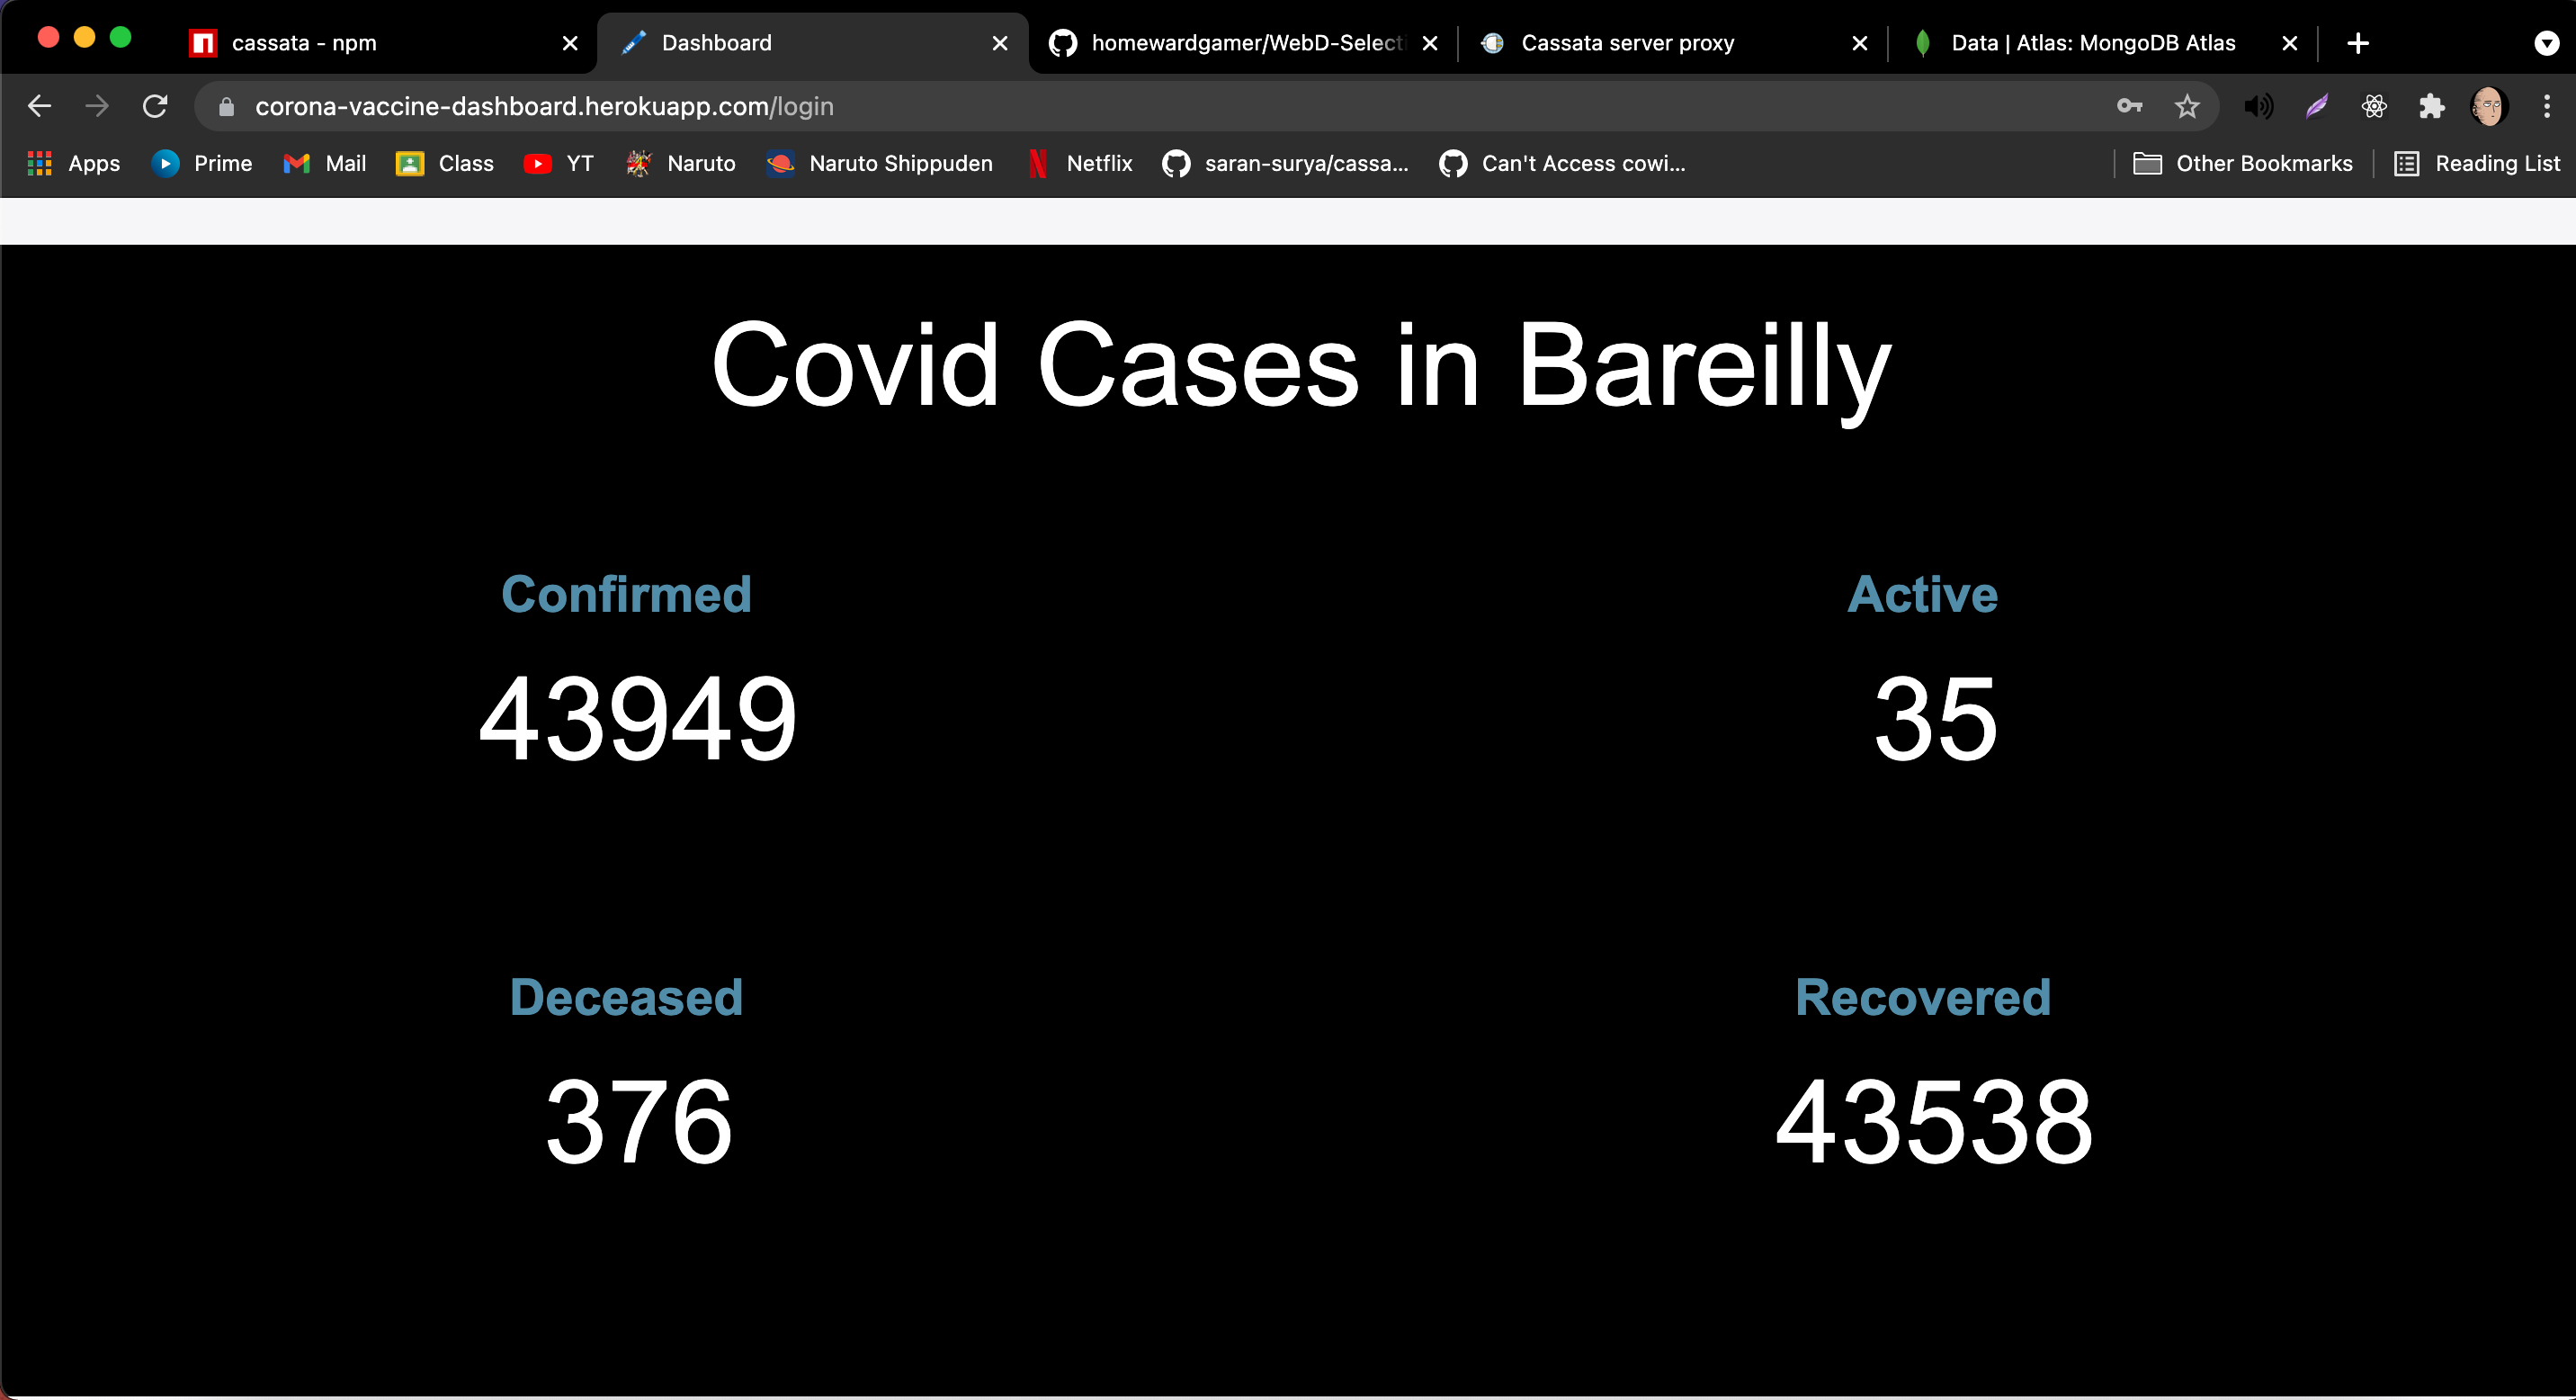 cassata - npm
Dashboard
homewardgamer/WebD-Selecti
Cassata server proxy
Data | Atlas: MongoDB Atlas
corona-vaccine-dashboard.herokuapp.com/login
Apps
Prime
Mail
Class
YT
Naruto
Naruto Shippuden
Netflix
saran-surya/cassa...
Can't Access cowi...
Other Bookmarks
Reading List
Covid Cases in Bareilly
Confirmed
Active
43949
35
Deceased
Recovered
376
43538